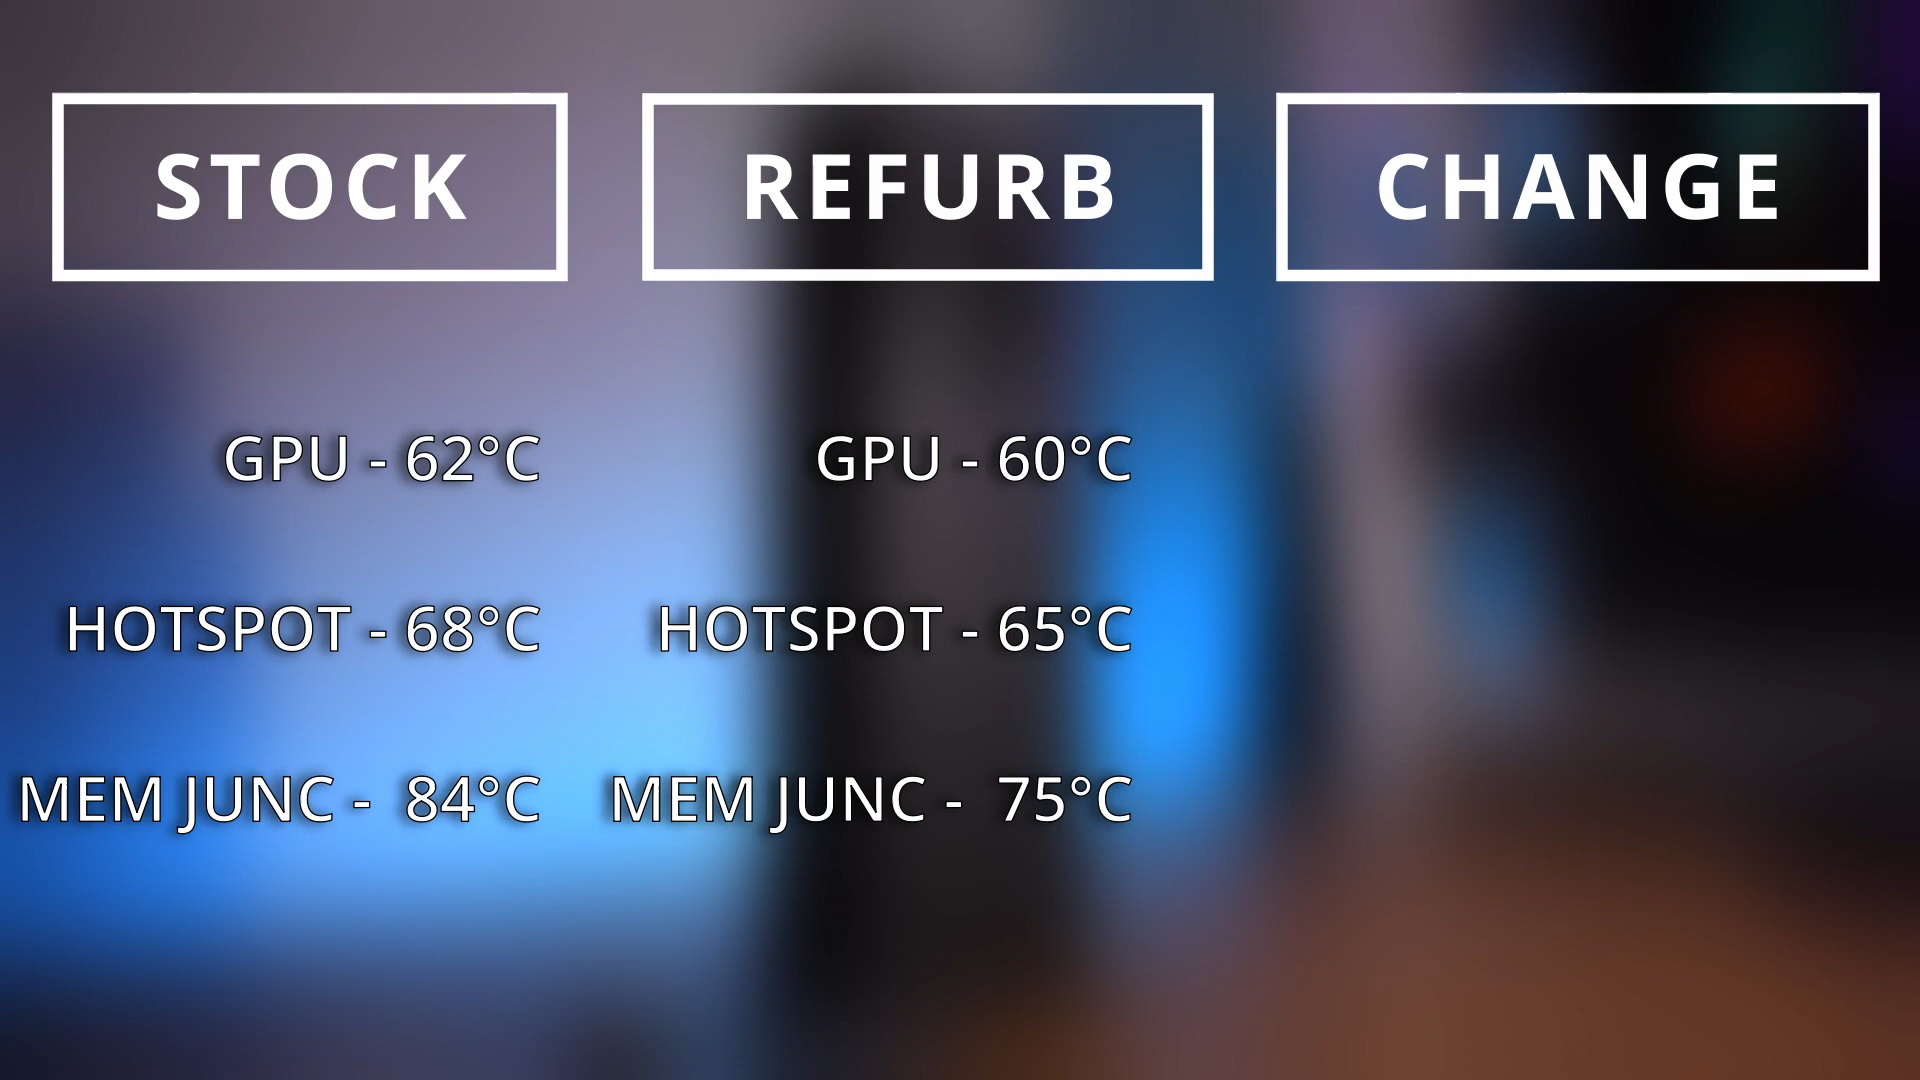 STOCK REFURB CHANGE
GPU - 62°C GPU - 60°C
HOTSPOT - 68°C HOTSPOT - 65°C
MEM JUNC - 84°C MEM JUNC - 75°C